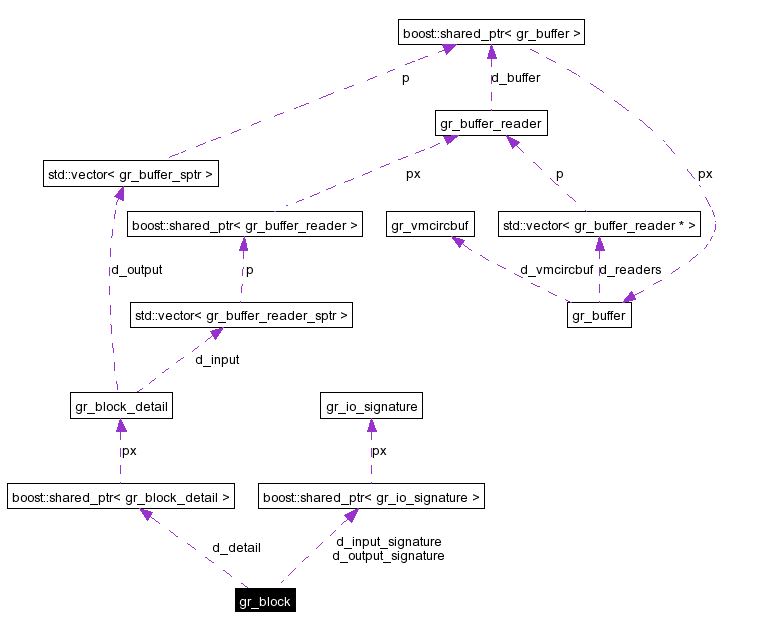 boost::shared_ptr< gr_buffer >
p
d_buffer
gr_buffer_reader
std::vector< gr_buffer_sptr >
px
p
px
boost::shared_ptr< gr_buffer_reader >
gr_vmcircbuf
std::vector< gr_buffer_reader * >
d_output
p
d_vmcircbuf
d_readers
std::vector< gr_buffer_reader_sptr >
gr_buffer
d_input
gr_block_detail
gr_io_signature
px
px
boost::shared_ptr< gr_block_detail >
boost::shared_ptr< gr_io_signature >
d_detail
d_input_signature
d_output_signature
gr_block